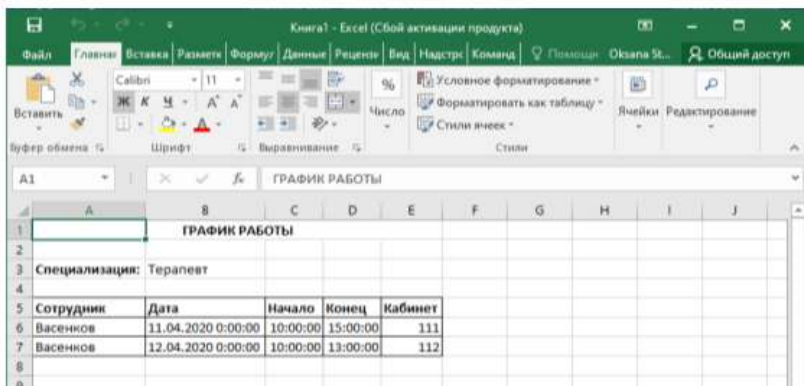 Книга1 - Excel (Сбой активации продукта)
Файл Главная Вставка Разметк Формул Данные Рецензе Вид Надстрс Команд Помощь Oksana St... Общий доступ
Calibri 11
Вставить
Ж К Ч
%
Число
Условное форматирование
Форматировать как таблицу
Стили ячеек
Ячейки Редактирование
Буфер обмена Шрифт Выравнивание Стили
A1 fx ГРАФИК РАБОТЫ
A B C D E F G H I J
1 ГРАФИК РАБОТЫ
2
3 Специализация: Терапевт
4
5 Сотрудник Дата Начало Конец Кабинет
6 Васенков 11.04.2020 0:00:00 10:00:00 15:00:00 111
7 Васенков 12.04.2020 0:00:00 10:00:00 13:00:00 112
8
9